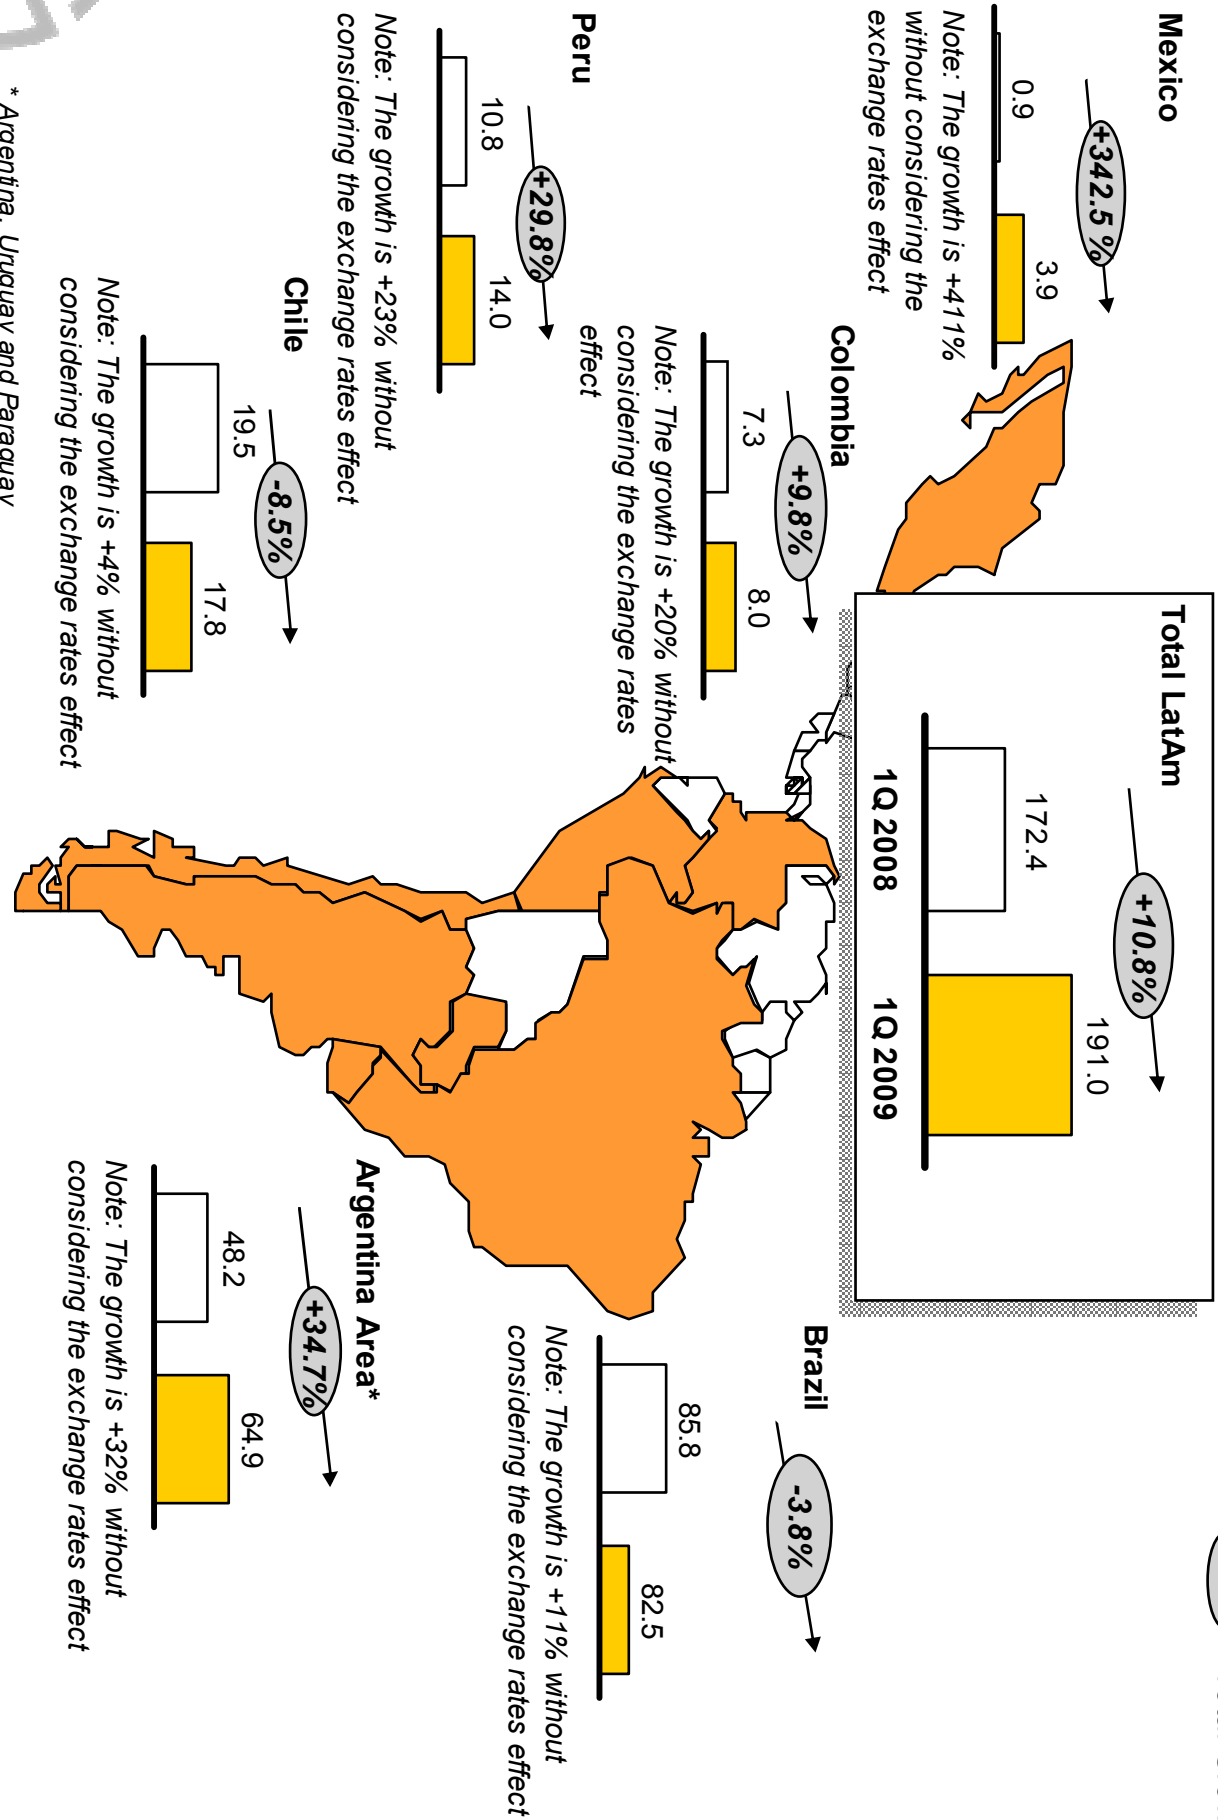 Total LatAm
+10.8%
172.4
191.0
1Q 2008
1Q 2009
Mexico
+342.5 %
0.9
3.9
Note: The growth is +411%
without considering the
exchange rates effect
Colombia
+9.8%
7.3
8.0
Note: The growth is +20% without
considering the exchange rates
effect
Brazil
-3.8%
85.8
82.5
Note: The growth is +11% without
considering the exchange rates effect
Peru
+29.8%
10.8
14.0
Note: The growth is +23% without
considering the exchange rates effect
Chile
-8.5%
19.5
17.8
Note: The growth is +4% without
considering the exchange rates effect
Argentina Area*
+34.7%
48.2
64.9
Note: The growth is +32% without
considering the exchange rates effect
* Argentina, Uruguay and Paraguay